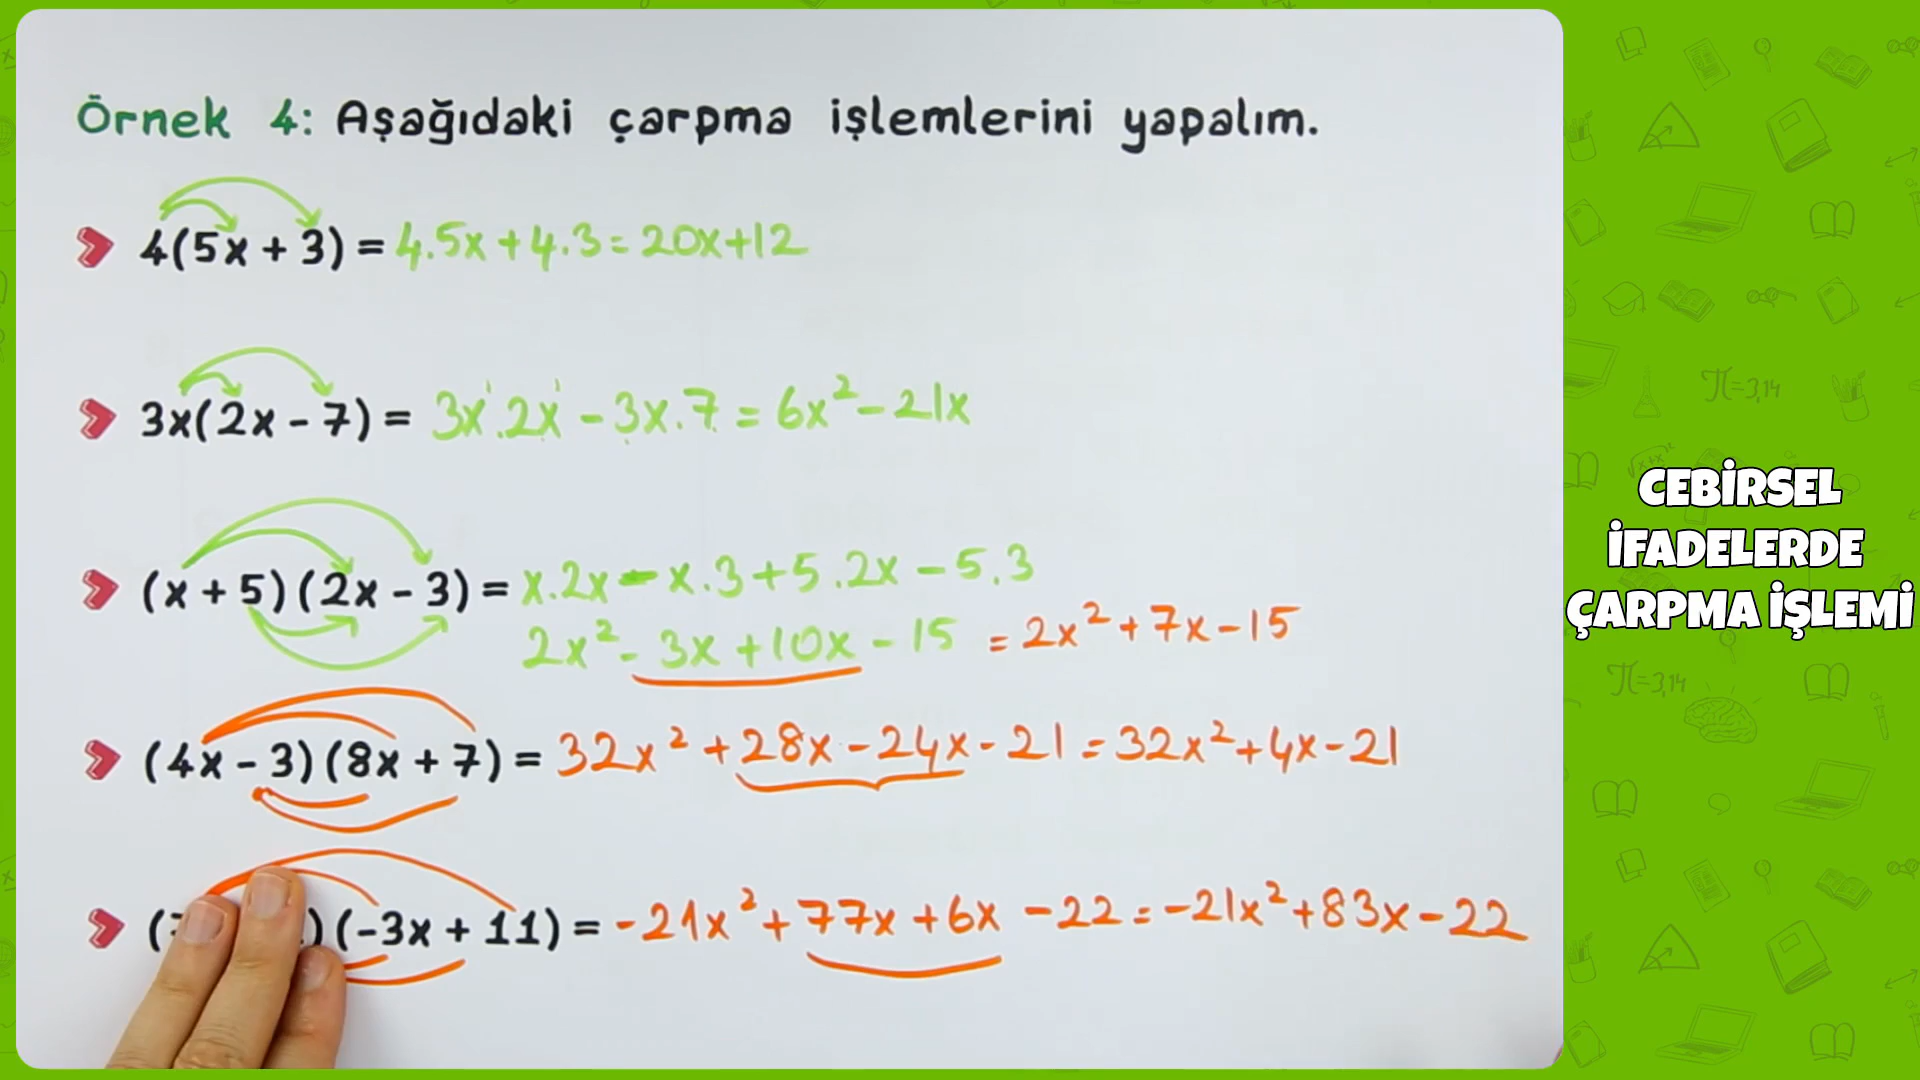 Örnek 4: Aşağıdaki çarpma işlemlerini yapalım.
4(5x + 3) = 4.5x + 4.3 = 20x+12
3x(2x - 7) = 3x¹.2x¹ - 3x.7 = 6x² - 21x
(x + 5)(2x - 3) = x.2x - x.3 + 5.2x - 5.3
2x² - 3x + 10x - 15 = 2x² + 7x - 15
(4x - 3)(8x + 7) = 32x² + 28x - 24x - 21 = 32x² + 4x - 21
( )(-3x + 11) = -21x² + 77x + 6x - 22 = -21x² + 83x - 22
CEBİRSEL
İFADELERDE
ÇARPMA İŞLEMİ
π=3,14
π=3,14